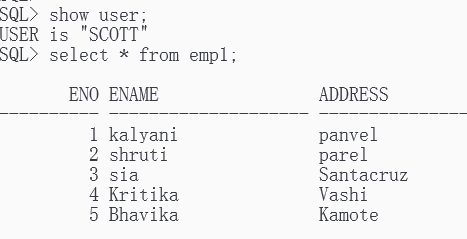 SQL> show user;
USER is "SCOTT"
SQL> select * from emp1;
ENO ENAME ADDRESS
---------- -------------------- ---------------
1 kalyani panvel
2 shruti parel
3 sia Santacruz
4 Kritika Vashi
5 Bhavika Kamote